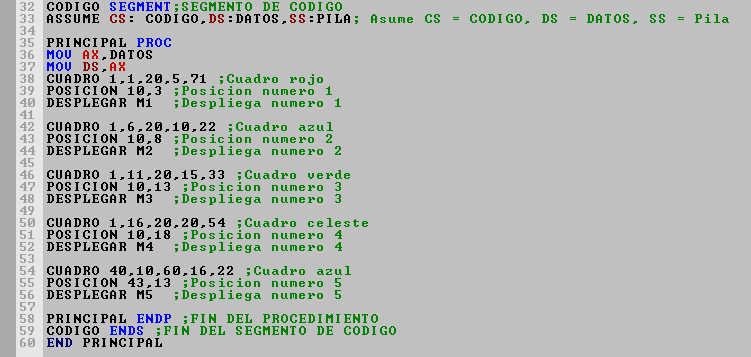 32 CODIGO SEGMENT;SEGMENTO DE CODIGO
33 ASSUME CS: CODIGO,DS:DATOS,SS:PILA; Asume CS = CODIGO, DS = DATOS, SS = Pila
34
35 PRINCIPAL PROC
36 MOV AX,DATOS
37 MOV DS,AX
38 CUADRO 1,1,20,5,71 ;Cuadro rojo
39 POSICION 10,3 ;Posicion numero 1
40 DESPLEGAR M1  ;Despliega numero 1
41
42 CUADRO 1,6,20,10,22 ;Cuadro azul
43 POSICION 10,8 ;Posicion numero 2
44 DESPLEGAR M2  ;Despliega numero 2
45
46 CUADRO 1,11,20,15,33 ;Cuadro verde
47 POSICION 10,13 ;Posicion numero 3
48 DESPLEGAR M3  ;Despliega numero 3
49
50 CUADRO 1,16,20,20,54 ;Cuadro celeste
51 POSICION 10,18 ;Posicion numero 4
52 DESPLEGAR M4  ;Despliega numero 4
53
54 CUADRO 40,10,60,16,22 ;Cuadro azul
55 POSICION 43,13 ;Posicion numero 5
56 DESPLEGAR M5  ;Despliega numero 5
57
58 PRINCIPAL ENDP ;FIN DEL PROCEDIMIENTO
59 CODIGO ENDS ;FIN DEL SEGMENTO DE CODIGO
60 END PRINCIPAL